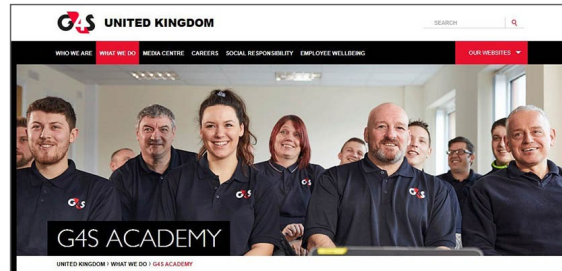 G4S UNITED KINGDOM
SEARCH
WHO WE ARE WHAT WE DO MEDIA CENTRE CAREERS SOCIAL RESPONSIBILITY EMPLOYEE WELLBEING OUR WEBSITES
G4S
G4S
G4S
G4S ACADEMY
UNITED KINGDOM › WHAT WE DO › G4S ACADEMY